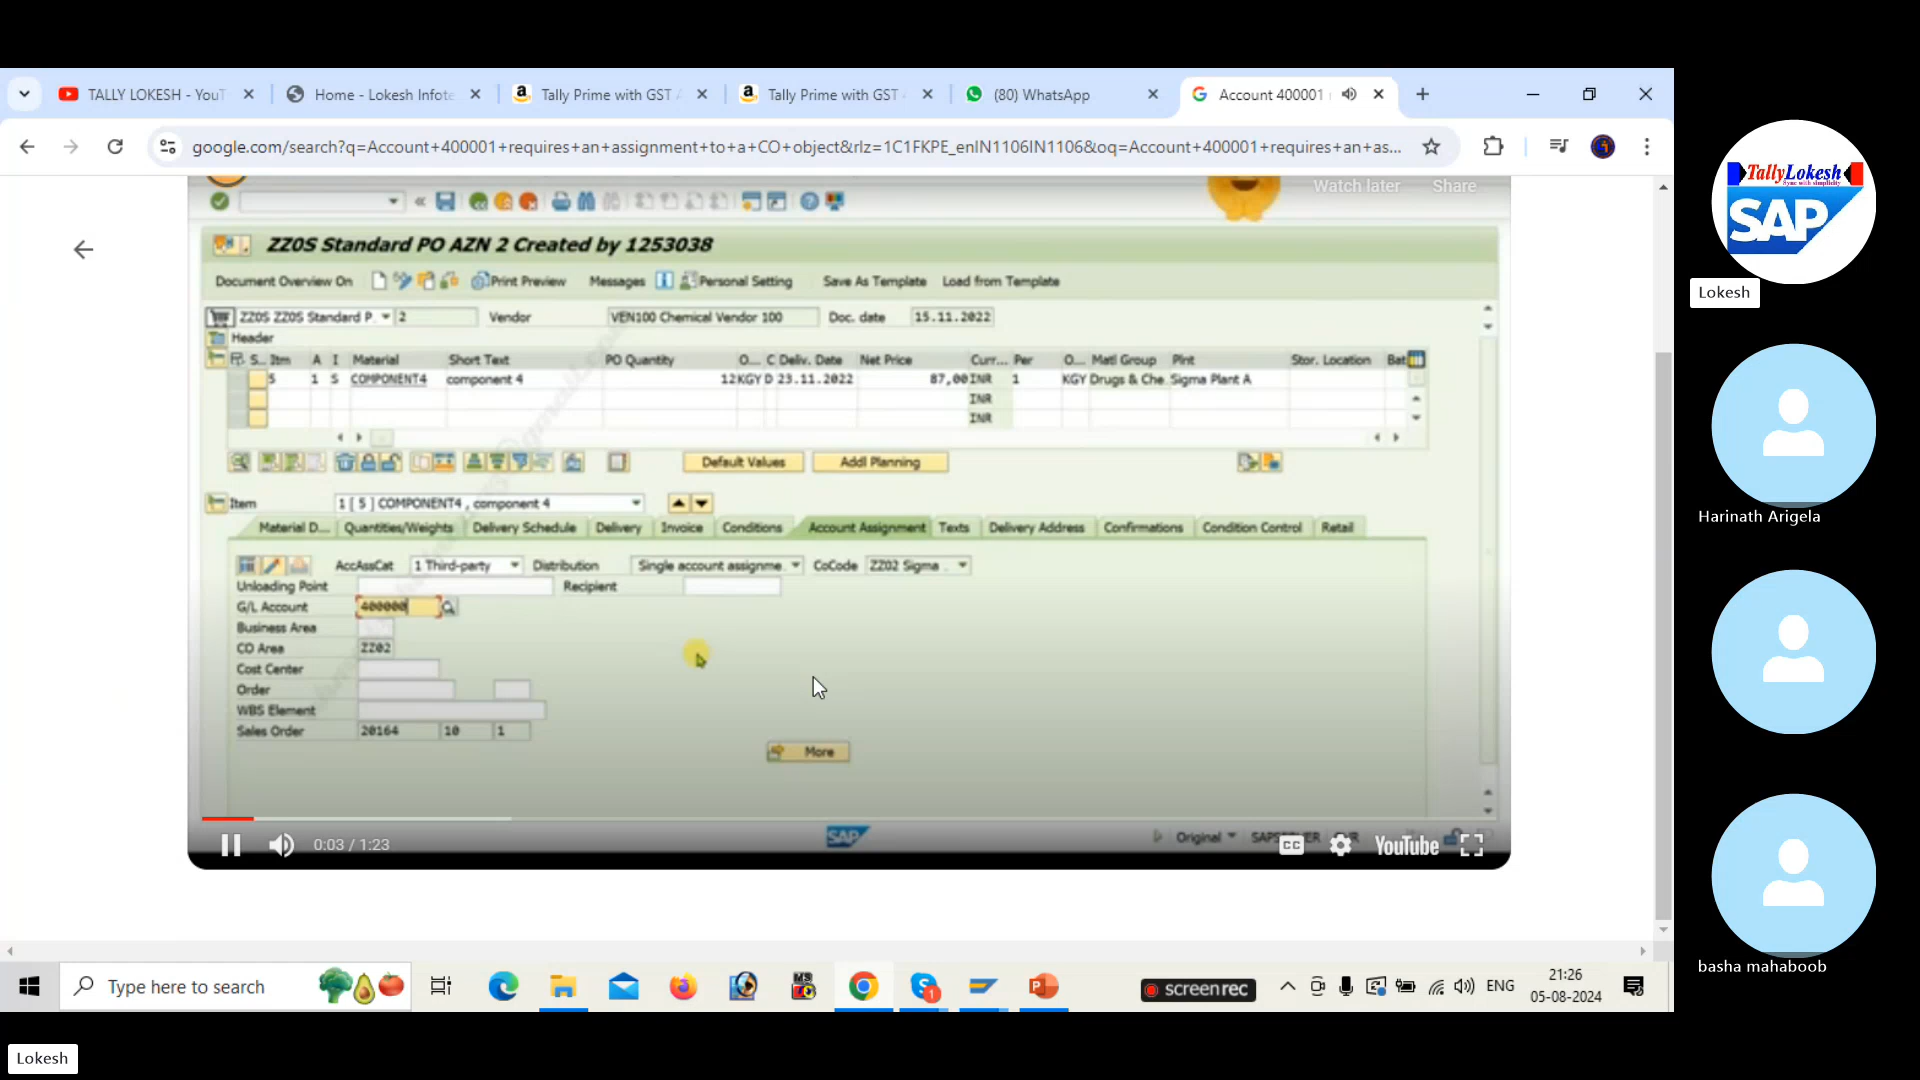 TALLY LOKESH - YouT
Home - Lokesh Infote
Tally Prime with GST
Tally Prime with GST
(80) WhatsApp
Account 400001
google.com/search?q=Account+400001+requires+an+assignment+to+a+CO+object&rlz=1C1FKPE_enIN1106IN1106&oq=Account+400001+requires+an+as...
Watch later
Share
ZZ0S Standard PO AZN 2 Created by 1253038
Document Overview On
Print Preview
Messages
Personal Setting
Save As Template
Load from Template
ZZ0S ZZ0S Standard P. 2
Vendor
VEN100 Chemical Vendor 100
Doc. date
15.11.2022
Header
S... Itm A I Material Short Text PO Quantity O... C Deliv. Date Net Price Curr... Per O... Matl Group Plnt Stor. Location Bat
5 1 S COMPONENT4 component 4 12 KGY D 23.11.2022 87,00 INR 1 KGY Drugs & Che. Sigma Plant A
INR
INR
Default Values
Addl Planning
Item
1 [ 5 ] COMPONENT4 , component 4
Material D...
Quantities/Weights
Delivery Schedule
Delivery
Invoice
Conditions
Account Assignment
Texts
Delivery Address
Confirmations
Condition Control
Retail
AccAssCat
1 Third-party
Distribution
Single account assignme.
CoCode
ZZ02 Sigma .
Unloading Point
Recipient
G/L Account
400000
Business Area
CO Area
ZZ02
Cost Center
Order
WBS Element
Sales Order
20164 10 1
More
SAP
Original
0:03 / 1:23
CC
YouTube
Type here to search
MS
1
screenrec
ENG
21:26
05-08-2024
TallyLokesh
Sync with simplicity
SAP
Lokesh
Harinath Arigela
basha mahaboob
Lokesh